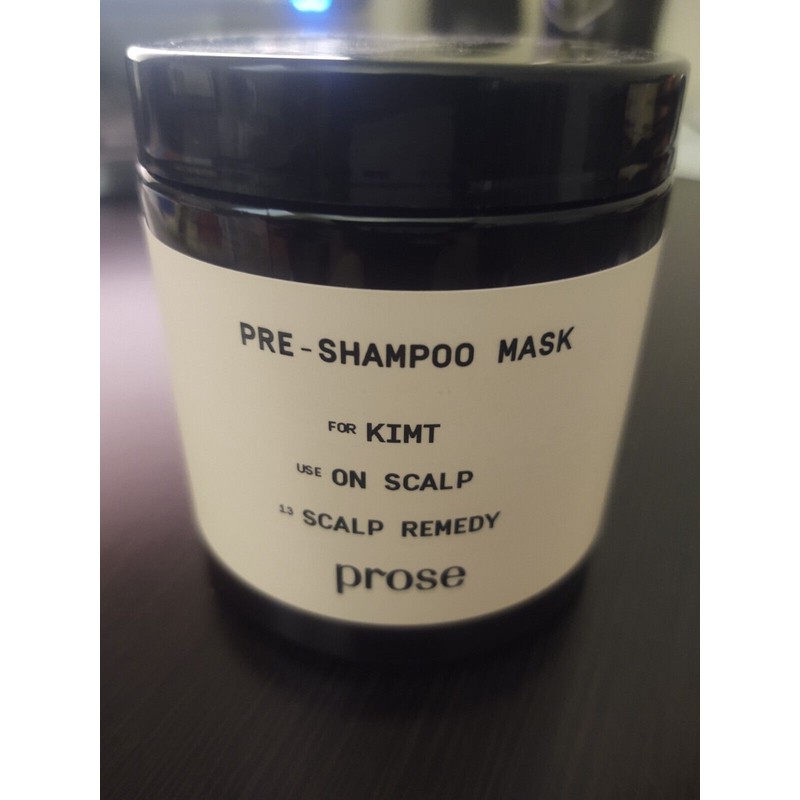 PRE-SHAMPOO MASK
FOR KIMT
USE ON SCALP
13 SCALP REMEDY
prose